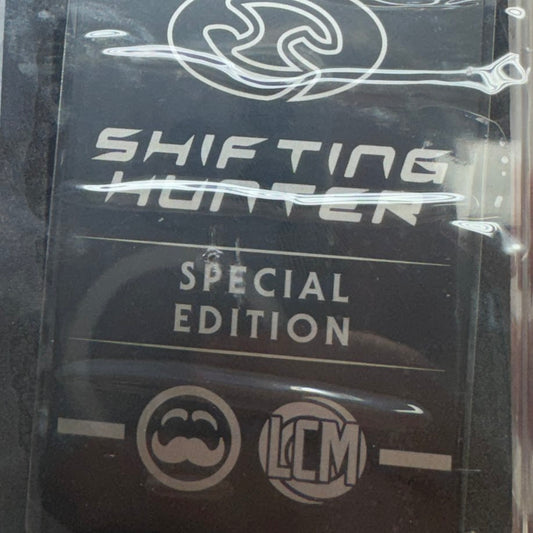 SHIFTING
HUNTER
SPECIAL
EDITION
LCM